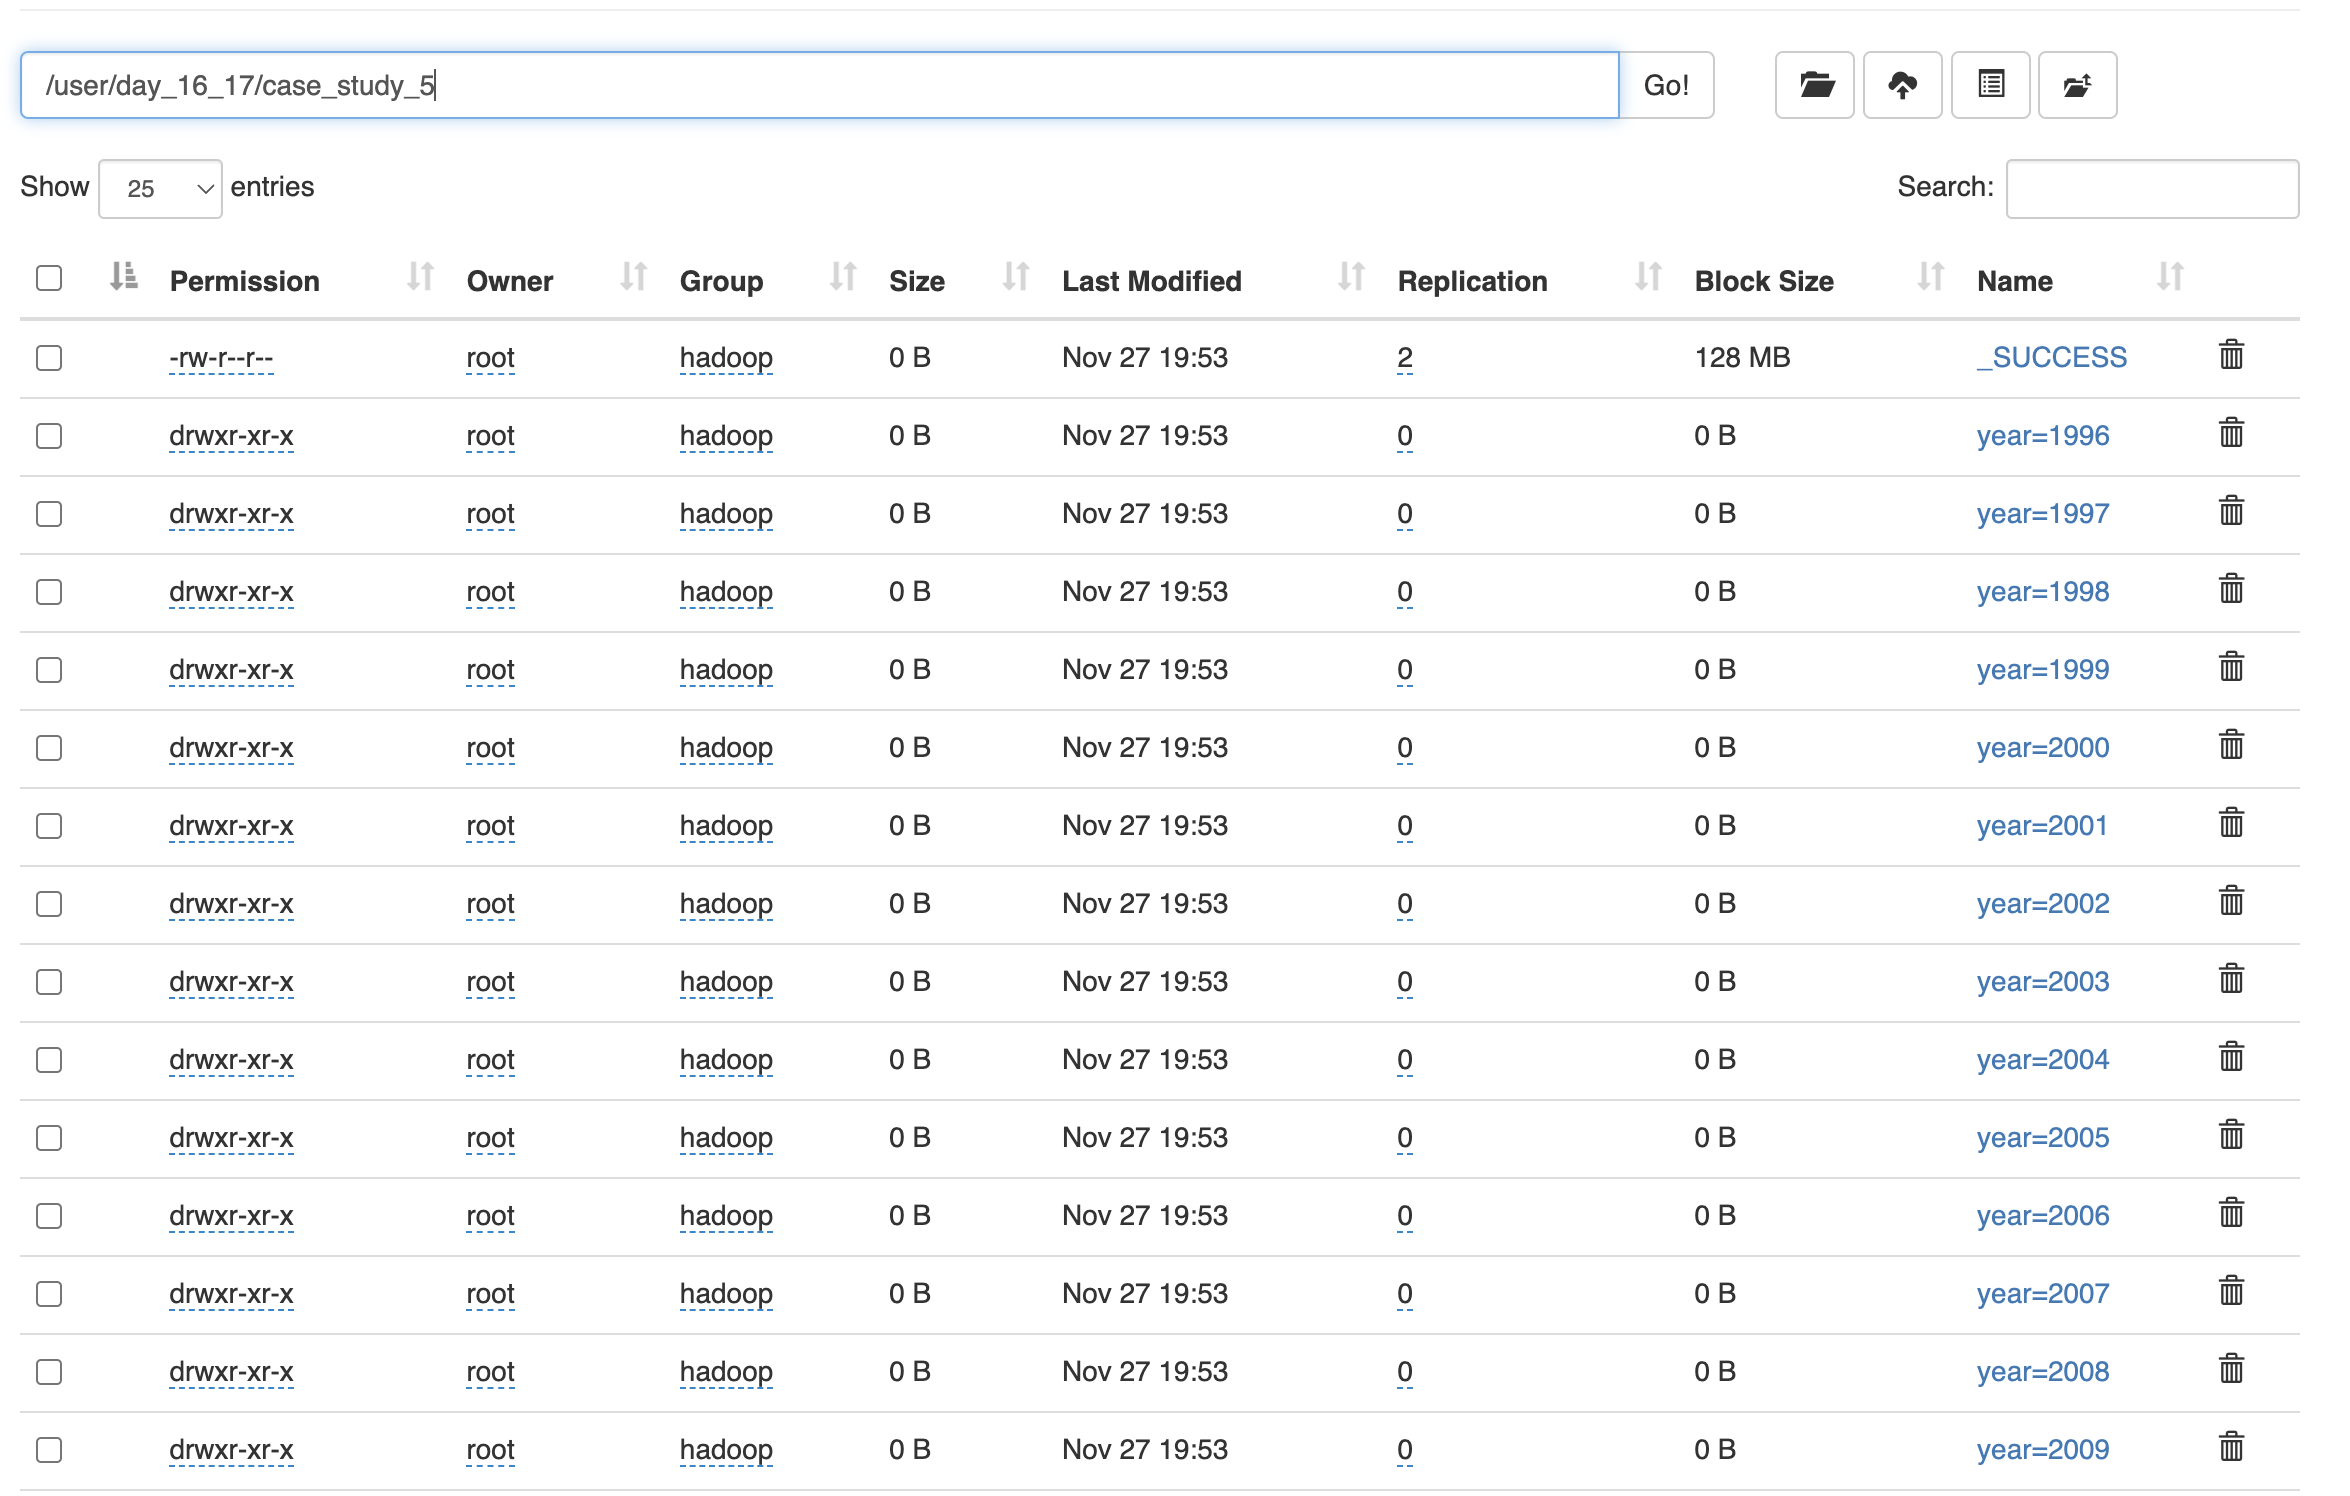 /user/day_16_17/case_study_5 Go!
Show 25 entries Search:
Permission Owner Group Size Last Modified Replication Block Size Name
-rw-r--r-- root hadoop 0 B Nov 27 19:53 2 128 MB _SUCCESS
drwxr-xr-x root hadoop 0 B Nov 27 19:53 0 0 B year=1996
drwxr-xr-x root hadoop 0 B Nov 27 19:53 0 0 B year=1997
drwxr-xr-x root hadoop 0 B Nov 27 19:53 0 0 B year=1998
drwxr-xr-x root hadoop 0 B Nov 27 19:53 0 0 B year=1999
drwxr-xr-x root hadoop 0 B Nov 27 19:53 0 0 B year=2000
drwxr-xr-x root hadoop 0 B Nov 27 19:53 0 0 B year=2001
drwxr-xr-x root hadoop 0 B Nov 27 19:53 0 0 B year=2002
drwxr-xr-x root hadoop 0 B Nov 27 19:53 0 0 B year=2003
drwxr-xr-x root hadoop 0 B Nov 27 19:53 0 0 B year=2004
drwxr-xr-x root hadoop 0 B Nov 27 19:53 0 0 B year=2005
drwxr-xr-x root hadoop 0 B Nov 27 19:53 0 0 B year=2006
drwxr-xr-x root hadoop 0 B Nov 27 19:53 0 0 B year=2007
drwxr-xr-x root hadoop 0 B Nov 27 19:53 0 0 B year=2008
drwxr-xr-x root hadoop 0 B Nov 27 19:53 0 0 B year=2009